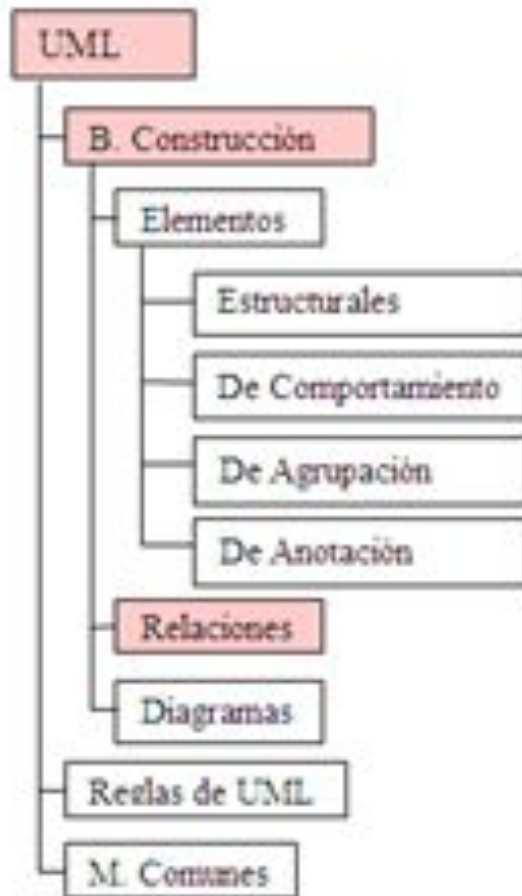 UML
B. Construcción
Elementos
Estructurales
De Comportamiento
De Agrupación
De Anotación
Relaciones
Diagramas
Reglas de UML
M. Comunes